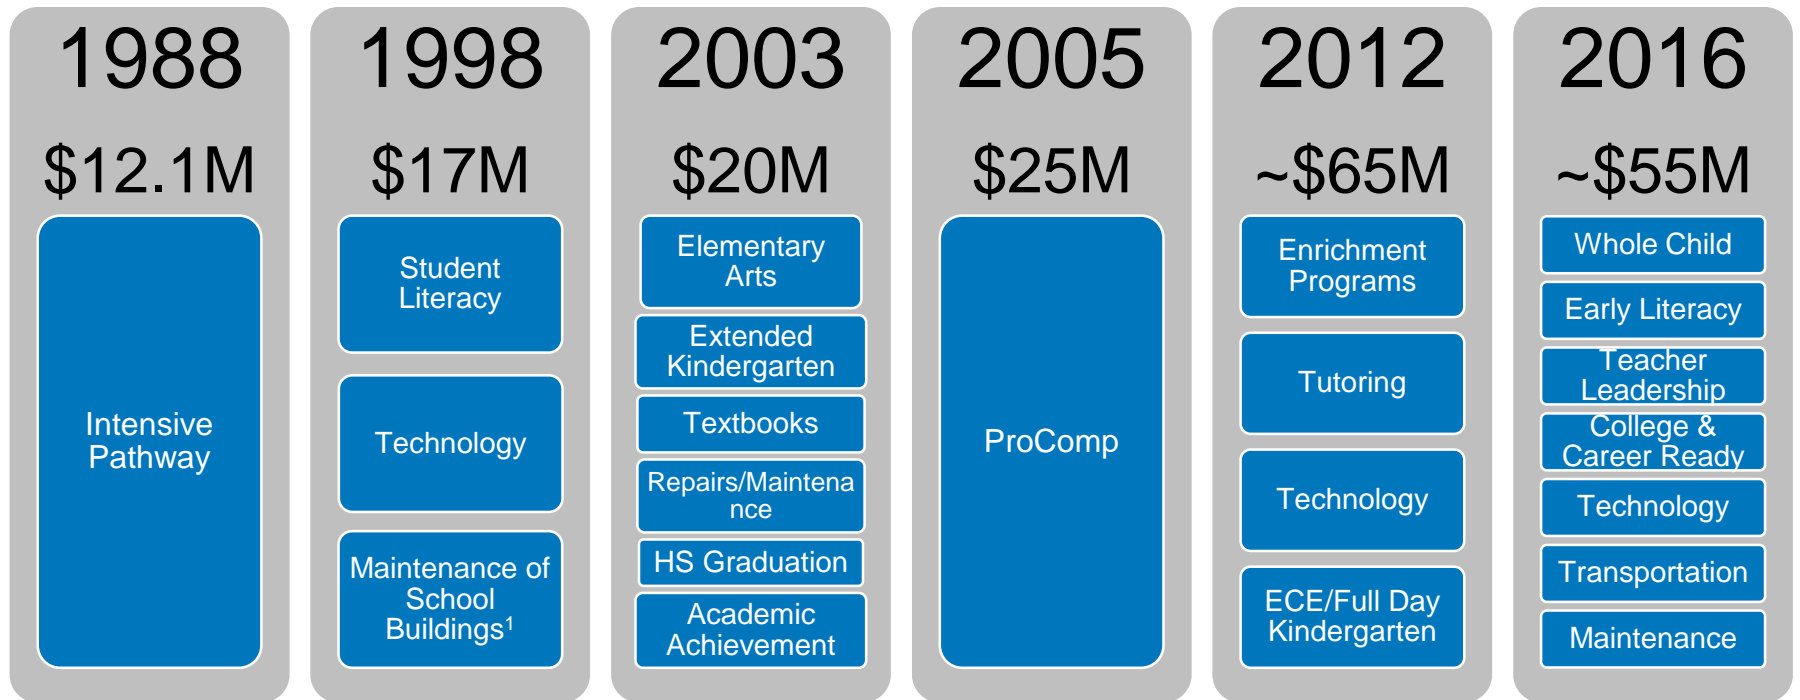 1988
$12.1M
Intensive
Pathway
1998
$17M
Student
Literacy
Technology
Maintenance of
School
Buildings¹
2003
$20M
Elementary
Arts
Extended
Kindergarten
Textbooks
Repairs/Maintena
nce
HS Graduation
Academic
Achievement
2005
$25M
ProComp
2012
~$65M
Enrichment
Programs
Tutoring
Technology
ECE/Full Day
Kindergarten
2016
~$55M
Whole Child
Early Literacy
Teacher
Leadership
College &
Career Ready
Technology
Transportation
Maintenance